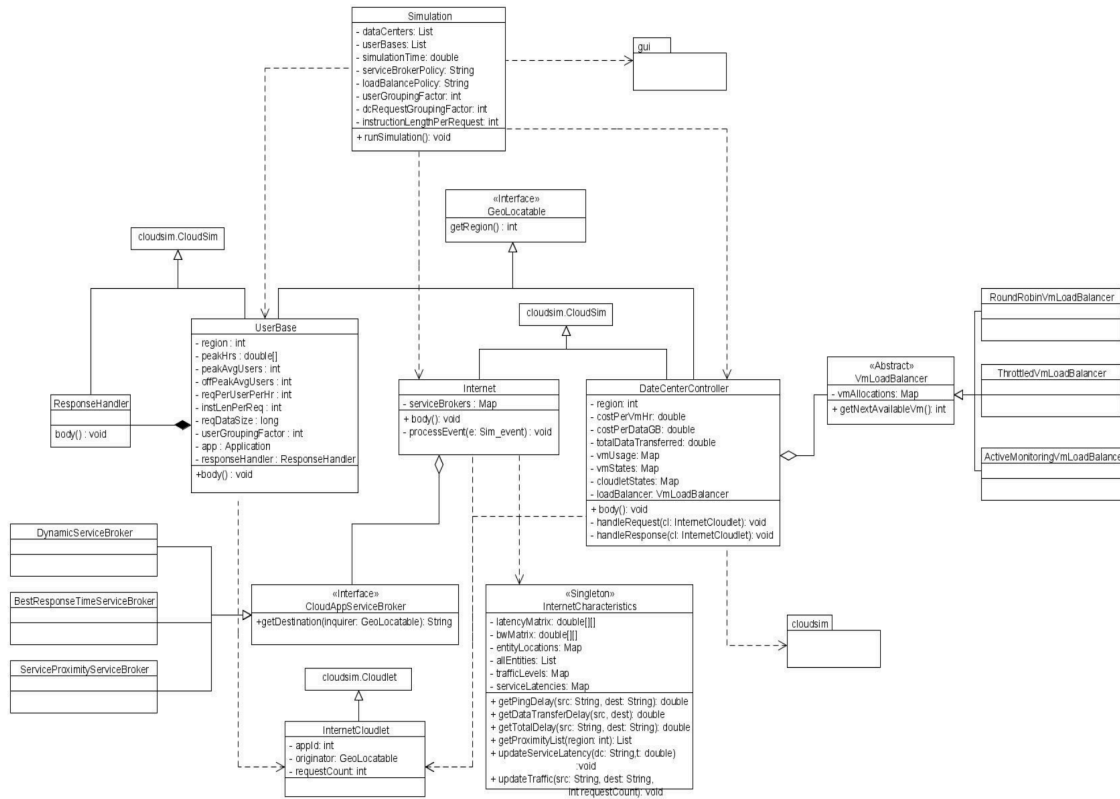 Simulation
- dataCenters: List
- userBases: List
- simulationTime: double
- serviceBrokerPolicy: String
- loadBalancePolicy: String
- userGroupingFactor: int
- dcRequestGroupingFactor: int
- instructionLengthPerRequest: int
+ runSimulation(): void
gui
«Interface»
GeoLocatable
getRegion() : int
cloudsim.CloudSim
cloudsim.CloudSim
UserBase
- region : int
- peakHrs : double[]
- peakAvgUsers : int
- offPeakAvgUsers : int
- reqPerUserPerHr : int
- instLenPerReq : int
- reqDataSize : long
- userGroupingFactor : int
- app : Application
- responseHandler : ResponseHandler
+body() : void
ResponseHandler
body() : void
Internet
- serviceBrokers : Map
+ body(): void
- processEvent(e: Sim_event) : void
DateCenterController
- region: int
- costPerVmHr: double
- costPerDataGB: double
- totalDataTransferred: double
- vmUsage: Map
- vmStates: Map
- cloudletStates: Map
- loadBalancer: VmLoadBalancer
+ body(): void
- handleRequest(cl: InternetCloudlet): void
- handleResponse(cl: InternetCloudlet): void
«Abstract»
VmLoadBalancer
- vmAllocations: Map
+ getNextAvailableVm(): int
RoundRobinVmLoadBalancer
ThrottledVmLoadBalancer
ActiveMonitoringVmLoadBalance
DynamicServiceBroker
BestResponseTimeServiceBroker
ServiceProximityServiceBroker
«Interface»
CloudAppServiceBroker
+getDestination(inquirer: GeoLocatable): String
«Singleton»
InternetCharacteristics
- latencyMatrix: double[][]
- bwMatrix: double[][]
- entityLocations: Map
- allEntities: List
- trafficLevels: Map
- serviceLatencies: Map
+ getPingDelay(src: String, dest: String): double
+ getDataTransferDelay(src, dest): double
+ getTotalDelay(src: String, dest: String): double
+ getProximityList(region: int): List
+ updateServiceLatency(dc: String,t: double)
:void
+ updateTraffic(src: String, dest: String,
int requestCount): void
cloudsim
cloudsim.Cloudlet
InternetCloudlet
- appId: int
- originator: GeoLocatable
- requestCount: int